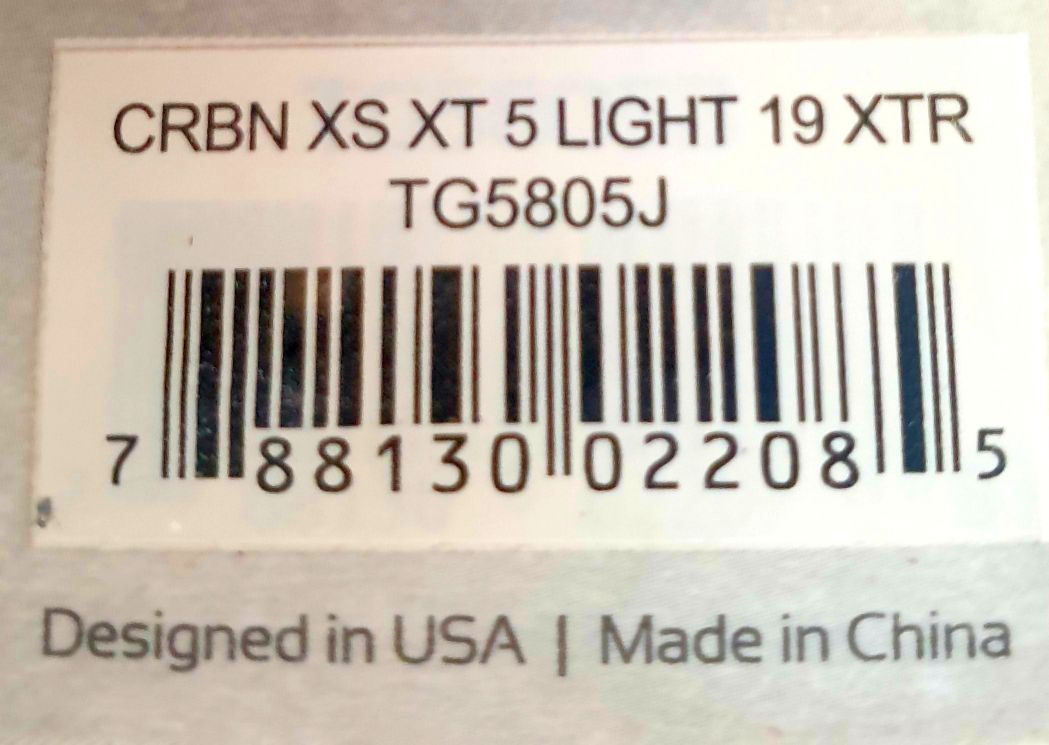 CRBN XS XT 5 LIGHT 19 XTR
TG5805J
7 88130 02208 5
Designed in USA | Made in China